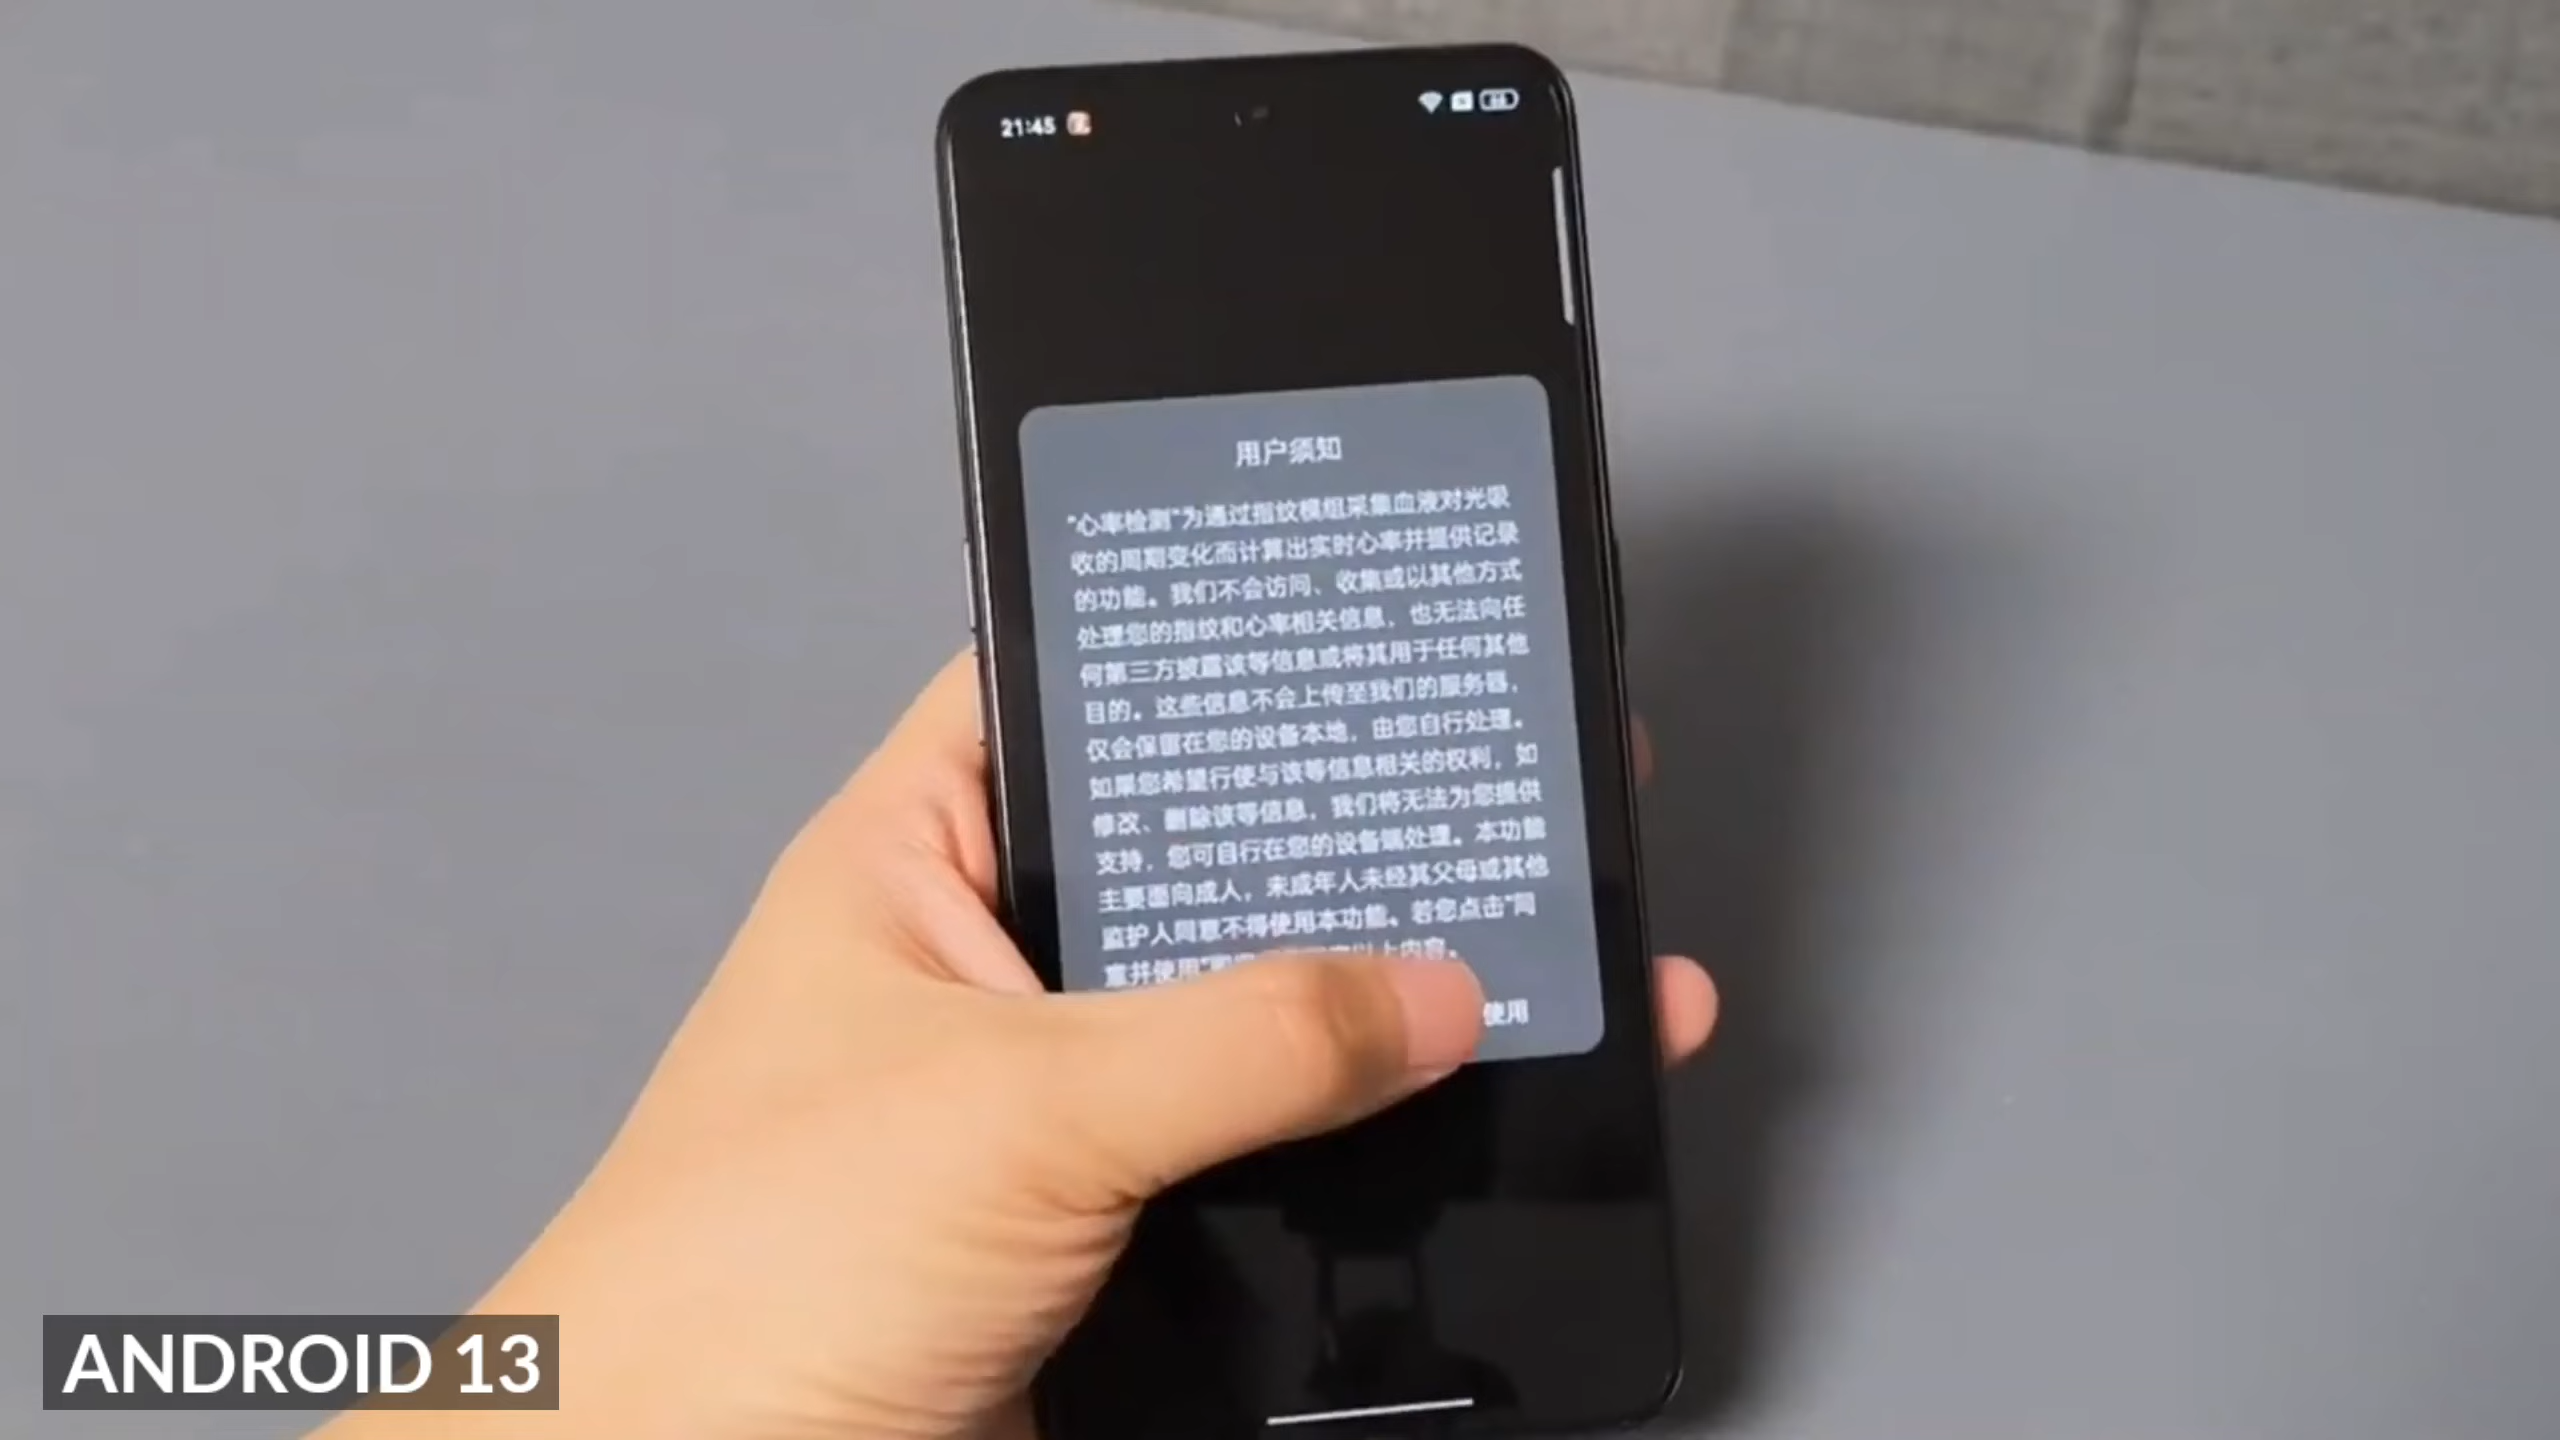 21:45
用户须知
"心率检测"为通过指纹模组采集血液对光吸
收的周期变化而计算出实时心率并提供记录
的功能。我们不会访问、收集或以其他方式
处理您的指纹和心率相关信息，也无法向任
何第三方披露该等信息或将其用于任何其他
目的。这些信息不会上传至我们的服务器，
仅会保留在您的设备本地，由您自行处理。
如果您希望行使与该等信息相关的权利，如
修改、删除该等信息，我们将无法为您提供
支持，您可自行在您的设备端处理。本功能
主要面向成人，未成年人未经其父母或其他
监护人同意不得使用本功能。若您点击"同
意并使用"以上内容。
使用
ANDROID 13